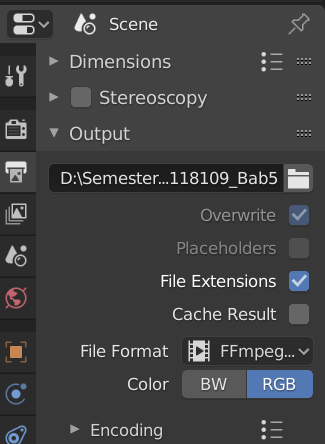 Scene
Dimensions
Stereoscopy
Output
D:\Semester...118109_Bab5
Overwrite
Placeholders
File Extensions
Cache Result
File Format FFmpeg...
Color BW RGB
Encoding